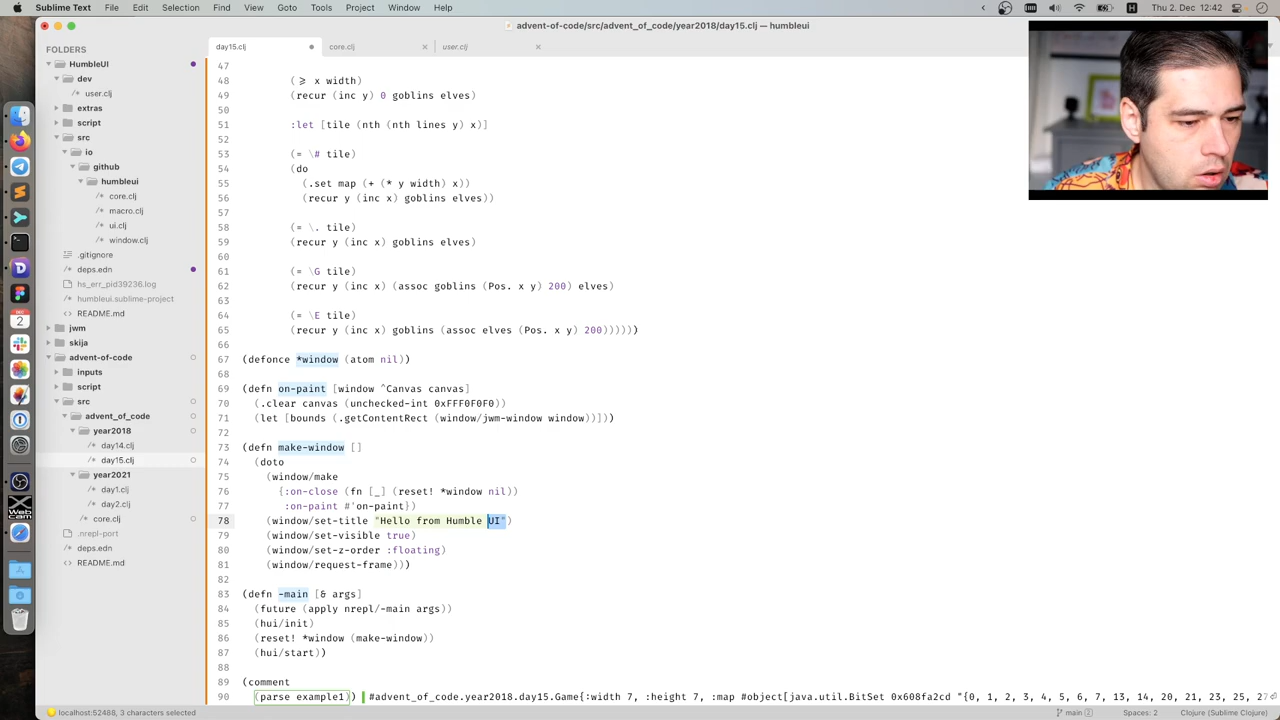 Sublime Text File Edit Selection Find View Goto Tools Project Window Help Thu 2. Dec 12:42
advent-of-code/src/advent_of_code/year2018/day15.clj — humbleui
FOLDERS
HumbleUI
dev
user.clj
extras
script
src
io
github
humbleui
core.clj
macro.clj
ui.clj
window.clj
.gitignore
deps.edn
hs_err_pid39236.log
humbleui.sublime-project
README.md
jwm
skija
advent-of-code
inputs
script
src
advent_of_code
year2018
day14.clj
day15.clj
year2021
day1.clj
day2.clj
core.clj
.nrepl-port
deps.edn
README.md
day15.clj core.clj user.clj
47
48 (≥ x width)
49 (recur (inc y) 0 goblins elves)
50
51 :let [tile (nth (nth lines y) x)]
52
53 (= \# tile)
54 (do
55 (.set map (+ (* y width) x))
56 (recur y (inc x) goblins elves))
57
58 (= \. tile)
59 (recur y (inc x) goblins elves)
60
61 (= \G tile)
62 (recur y (inc x) (assoc goblins (Pos. x y) 200) elves)
63
64 (= \E tile)
65 (recur y (inc x) goblins (assoc elves (Pos. x y) 200)))))
66
67 (defonce *window (atom nil))
68
69 (defn on-paint [window ^Canvas canvas]
70 (.clear canvas (unchecked-int 0xFFF0F0F0))
71 (let [bounds (.getContentRect (window/jwm-window window))]))
72
73 (defn make-window []
74 (doto
75 (window/make
76 {:on-close (fn [_] (reset! *window nil))
77 :on-paint #'on-paint})
78 (window/set-title "Hello from Humble UI")
79 (window/set-visible true)
80 (window/set-z-order :floating)
81 (window/request-frame)))
82
83 (defn -main [& args]
84 (future (apply nrepl/-main args))
85 (hui/init)
86 (reset! *window (make-window))
87 (hui/start))
88
89 (comment
90 (parse example1)) #advent_of_code.year2018.day15.Game{:width 7, :height 7, :map #object[java.util.BitSet 0x608fa2cd "{0, 1, 2, 3, 4, 5, 6, 7, 13, 14, 20, 21, 23, 25, 27
localhost:52488, 3 characters selected main 2 Spaces: 2 Clojure (Sublime Clojure)